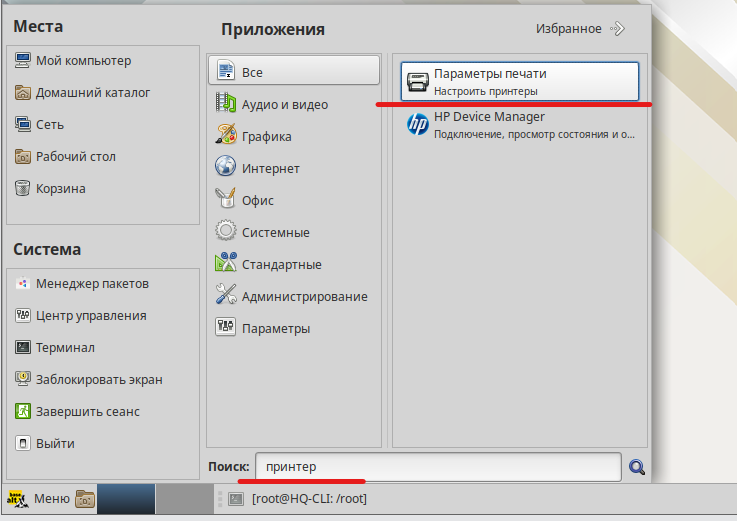 Места
Мой компьютер
Домашний каталог
Сеть
Рабочий стол
Корзина
Система
Менеджер пакетов
Центр управления
Терминал
Заблокировать экран
Завершить сеанс
Выйти
Приложения
Избранное
Все
Аудио и видео
Графика
Интернет
Офис
Системные
Стандартные
Администрирование
Параметры
Параметры печати
Настроить принтеры
HP Device Manager
Подключение, просмотр состояния и о...
Поиск: принтер
Меню
[root@HQ-CLI: /root]